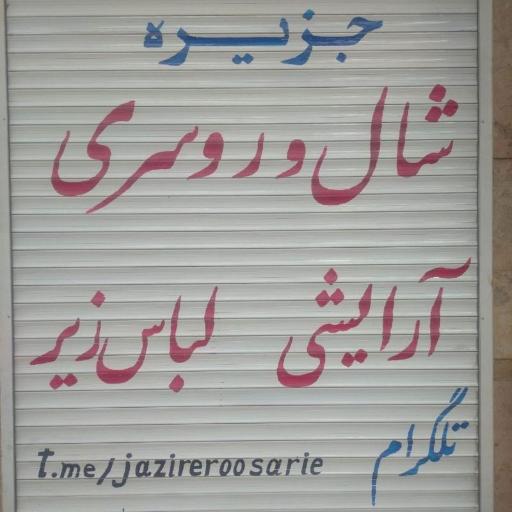 جزیره
شال و روسری
آرایشی لباس زیر
تلگرام t.me/jazireroosarie